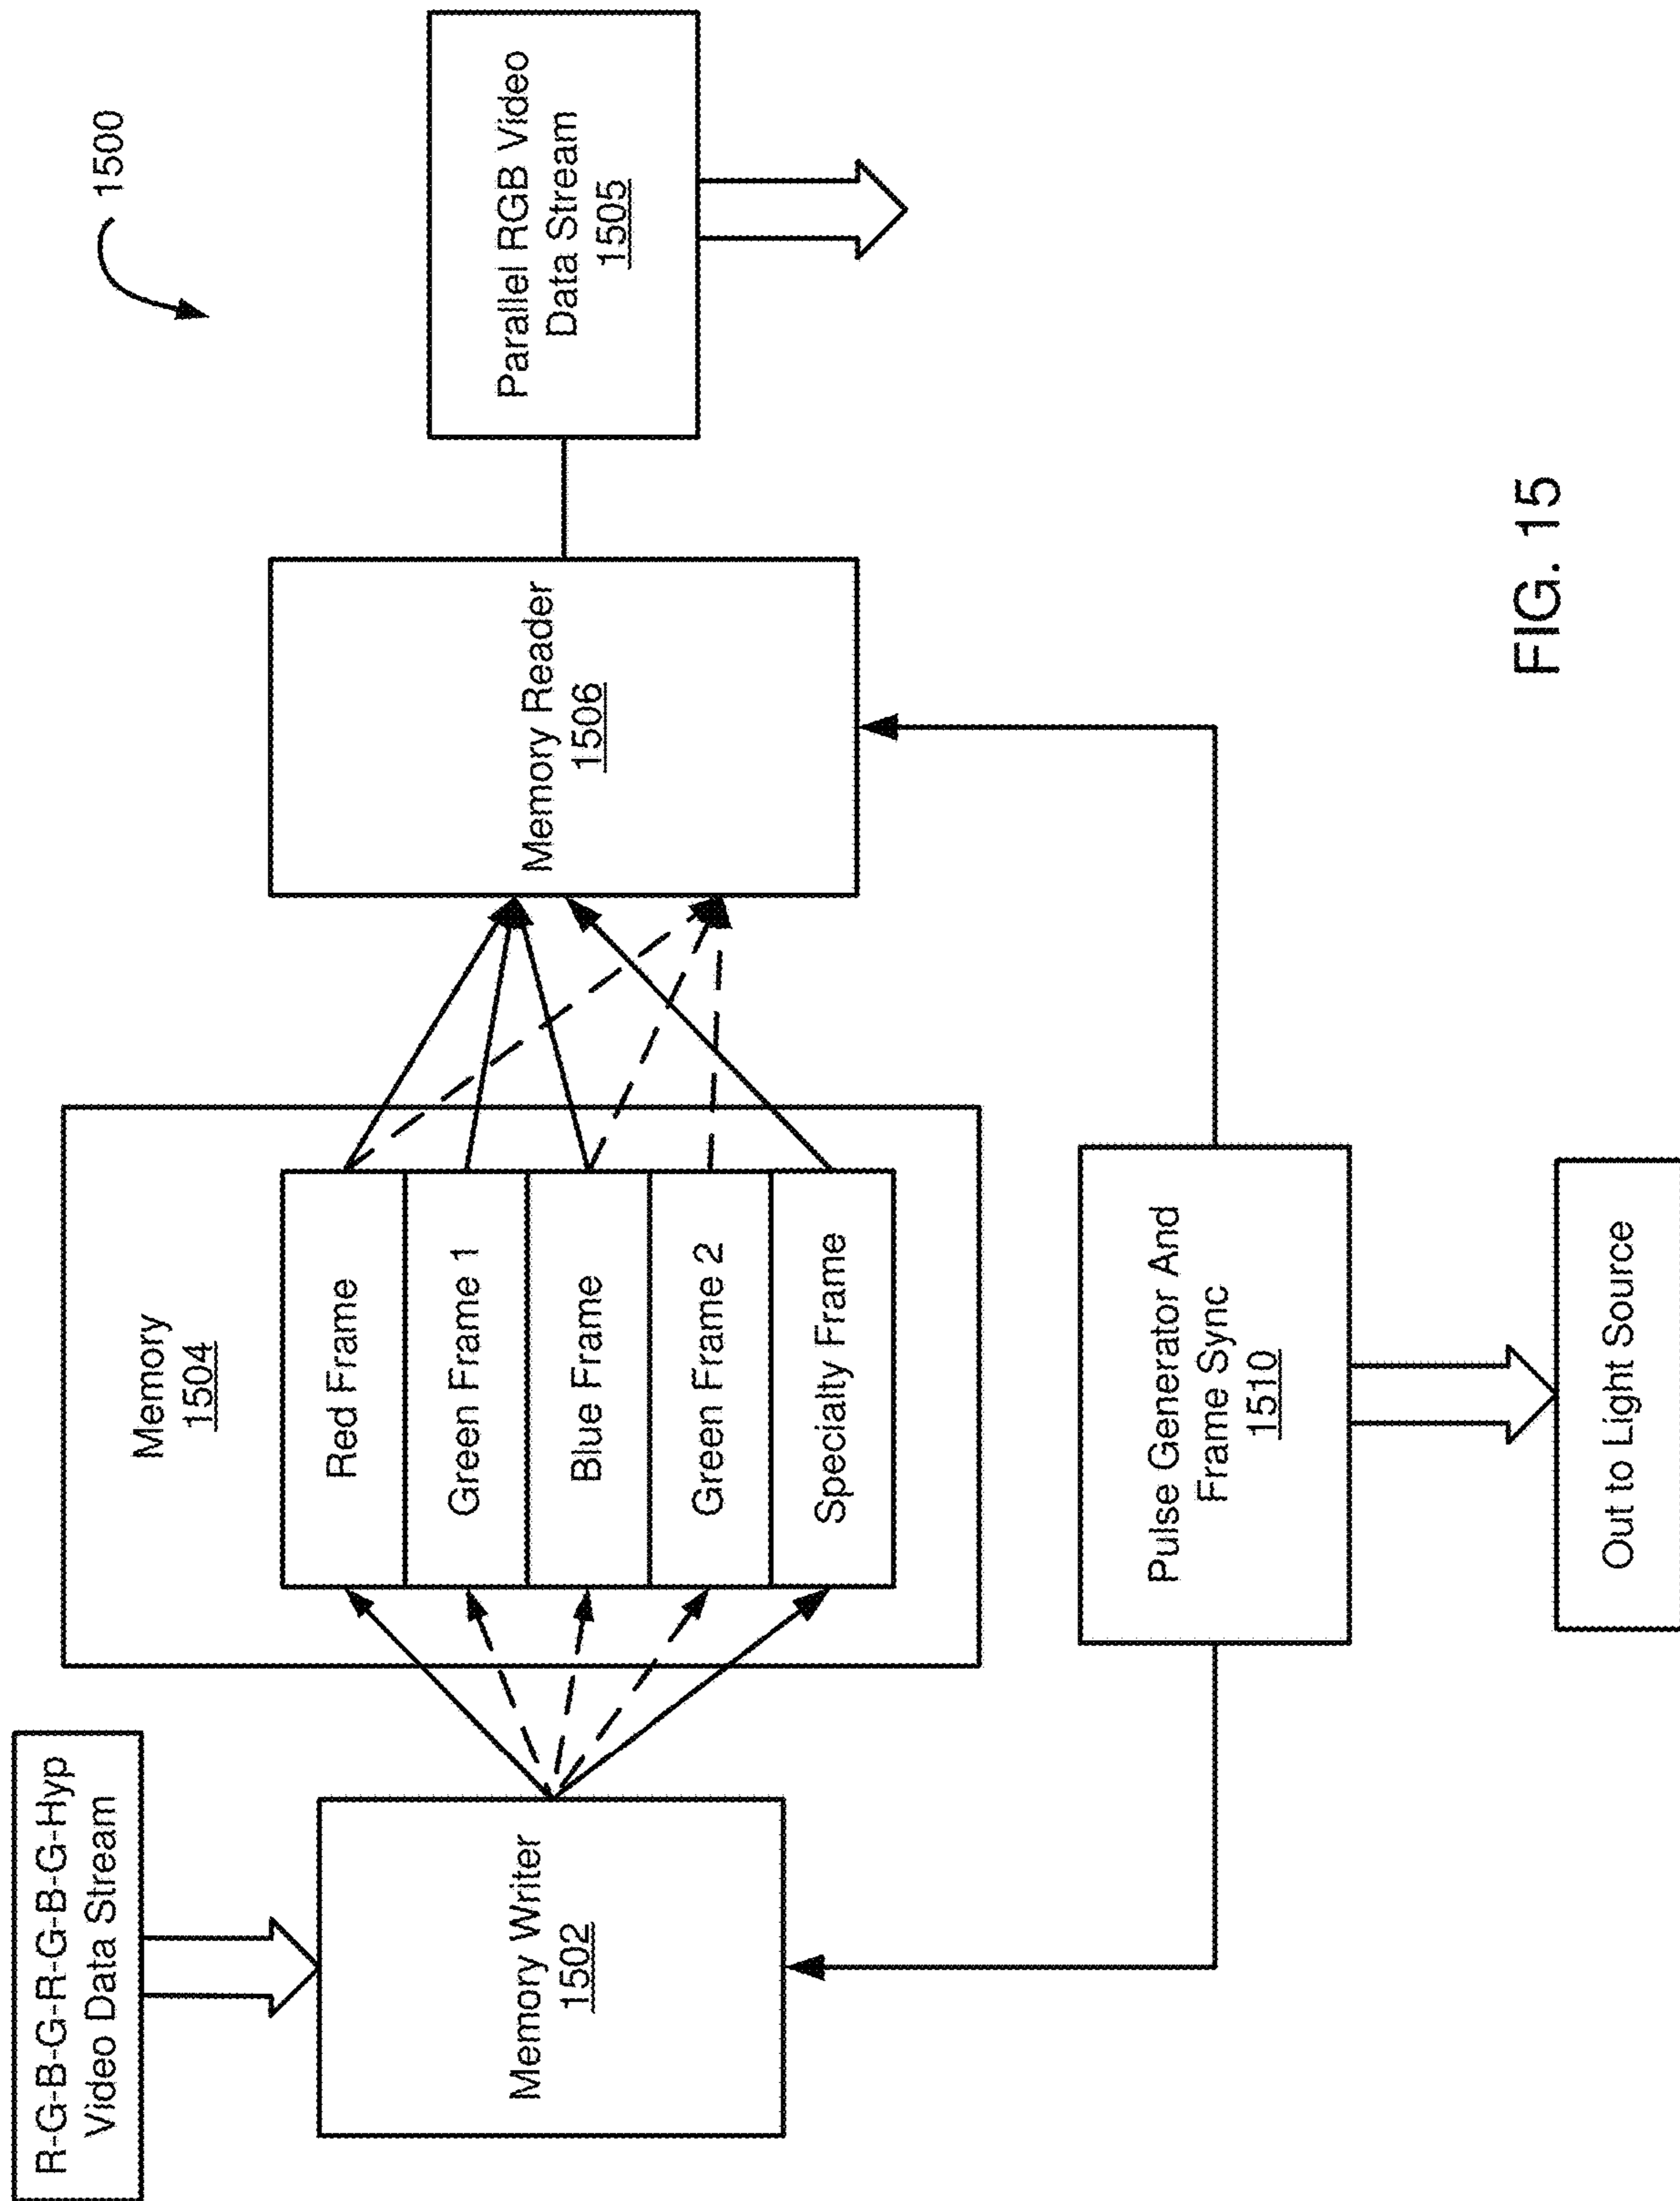 1500
R-G-B-G-R-G-B-G-Hyp
Video Data Stream
Memory Writer
1502
Memory
1504
Red Frame
Green Frame 1
Blue Frame
Green Frame 2
Specialty Frame
Memory Reader
1506
Parallel RGB Video
Data Stream
1505
Pulse Generator And
Frame Sync
1510
Out to Light Source
FIG. 15